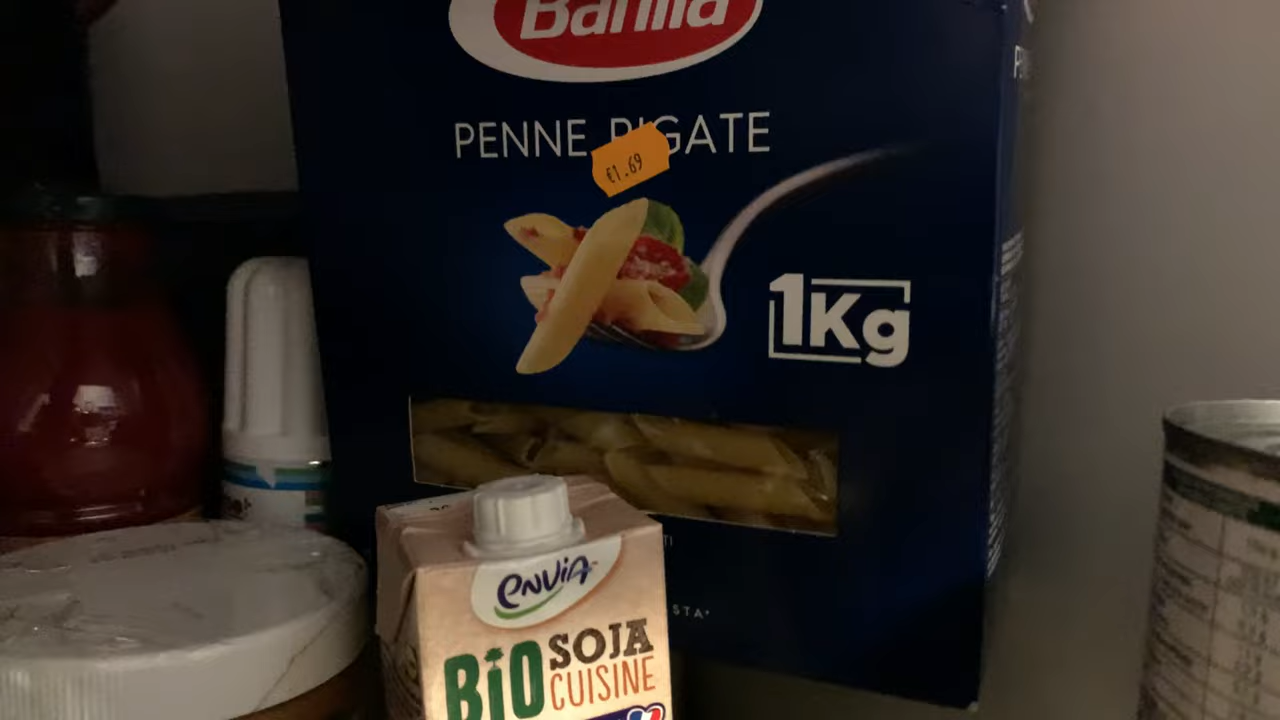 Barilla
PENNE RIGATE
€1.69
1Kg
envia
BiO
SOJA
CUISINE